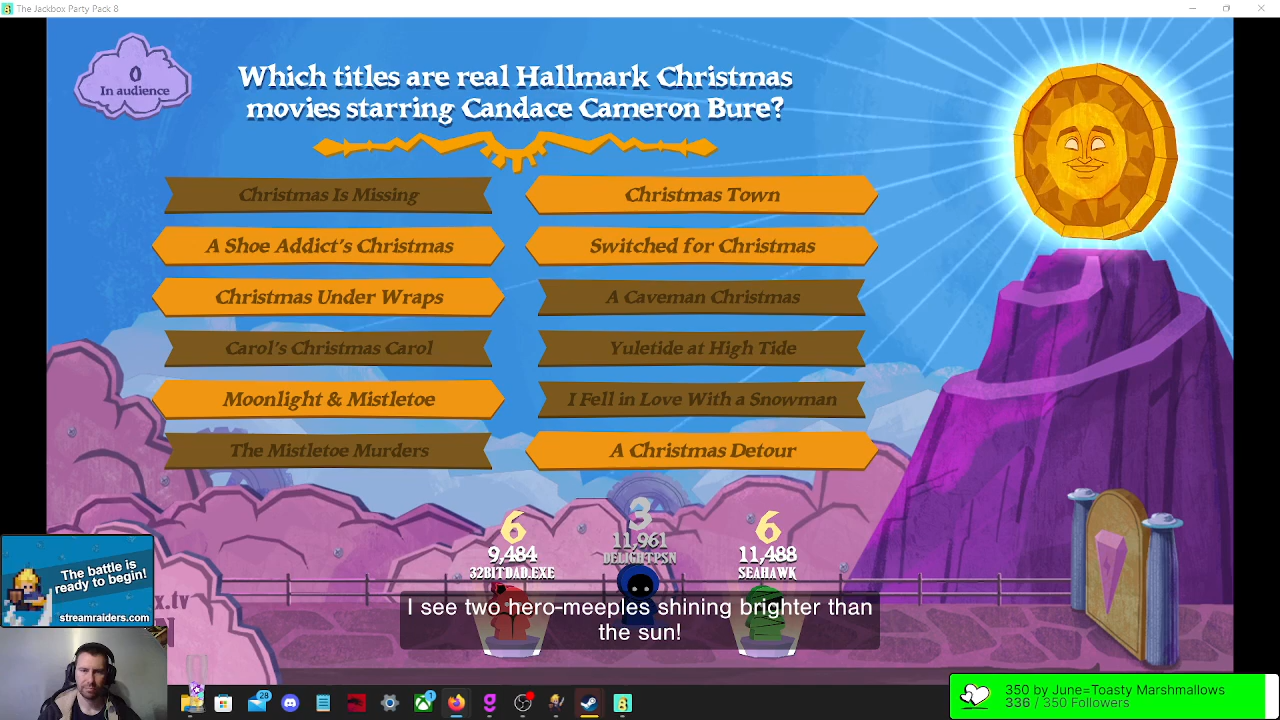 The Jackbox Party Pack 8
0
In audience
Which titles are real Hallmark Christmas
movies starring Candace Cameron Bure?
Christmas Is Missing
Christmas Town
A Shoe Addict's Christmas
Switched for Christmas
Christmas Under Wraps
A Caveman Christmas
Carol's Christmas Carol
Yuletide at High Tide
Moonlight & Mistletoe
I Fell in Love With a Snowman
The Mistletoe Murders
A Christmas Detour
6
9,484
32BITDAD.EXE
3
11,961
DELIGHTPSN
6
11,488
SEAHAWK
I see two hero-meeples shining brighter than
the sun!
The battle is
ready to begin!
streamraiders.com
x.tv
28
1
350 by June=Toasty Marshmallows
336 / 350 Followers